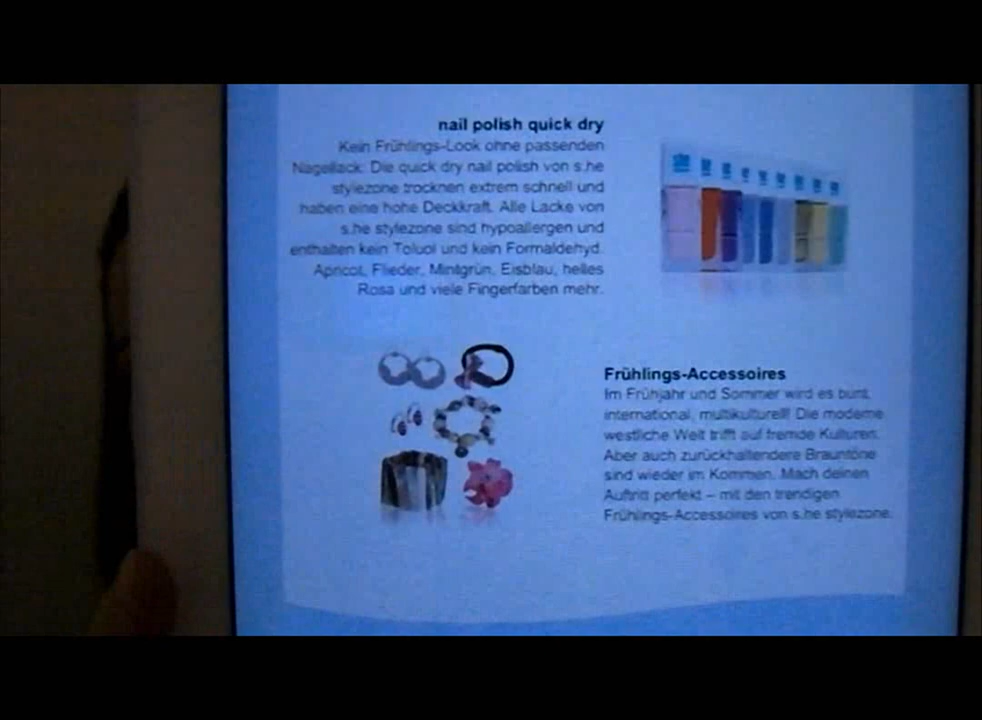 nail polish quick dry
Kein Frühlings-Look ohne passenden
Nagellack. Die quick dry nail polish von s.he
stylezone trocknen extrem schnell und
haben eine hohe Deckkraft. Alle Lacke von
s.he stylezone sind hypoallergen und
enthalten kein Toluol und kein Formaldehyd.
Apricot, Flieder, Mintgrün, Eisblau, helles
Rosa und viele Fingerfarben mehr.
Frühlings-Accessoires
Im Frühjahr und Sommer wird es bunt,
international, multikulturell! Die moderne
westliche Welt trifft auf fremde Kulturen.
Aber auch zurückhaltendere Brauntöne
sind wieder im Kommen. Mach deinen
Auftritt perfekt – mit den trendigen
Frühlings-Accessoires von s.he stylezone.